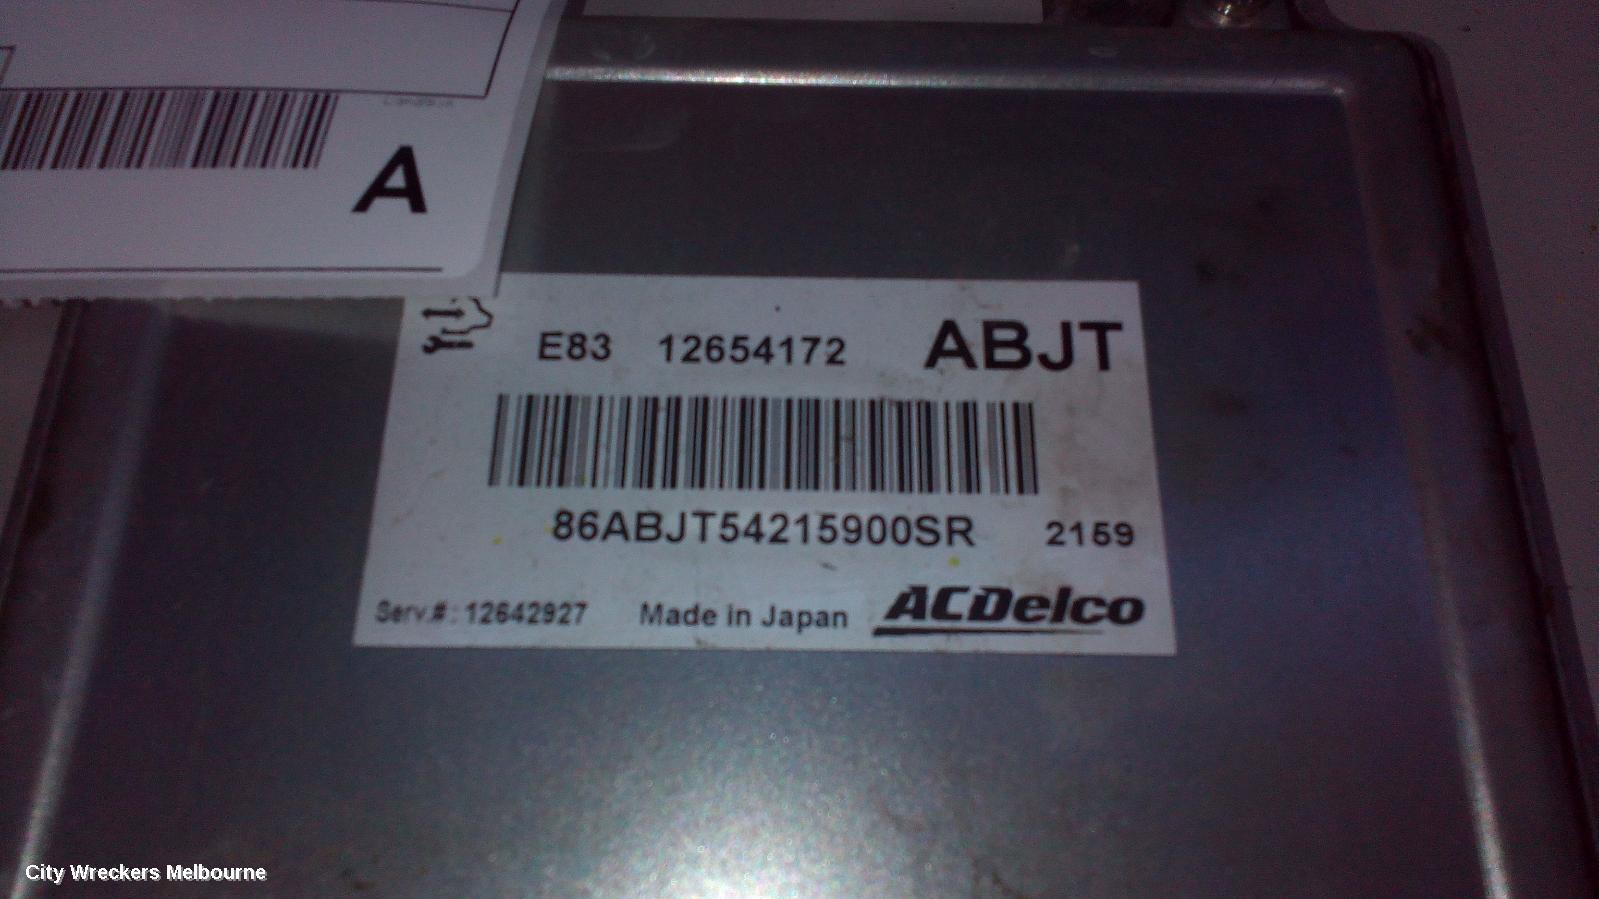 A
E83 12654172 ABJT
86ABJT54215900SR 2159
Serv.#: 12642927 Made in Japan ACDelco
City Wreckers Melbourne